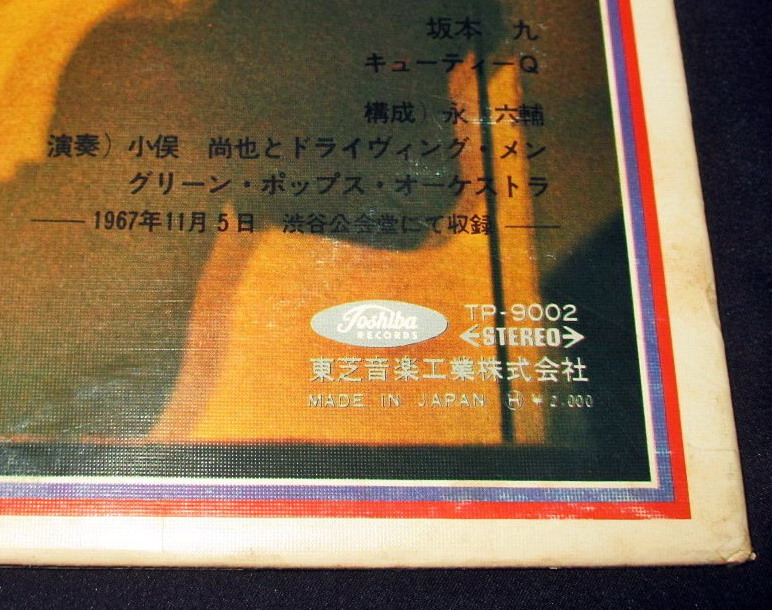 坂本 九
キューティーQ
構成）永 六輔
演奏）小俣 尚也とドライヴィング・メン
グリーン・ポップス・オーケストラ
—— 1967年11月5日 渋谷公会堂にて収録 ——
Toshiba
RECORDS
TP-9002
STEREO
東芝音楽工業株式会社
MADE IN JAPAN Ⓗ ¥2.000